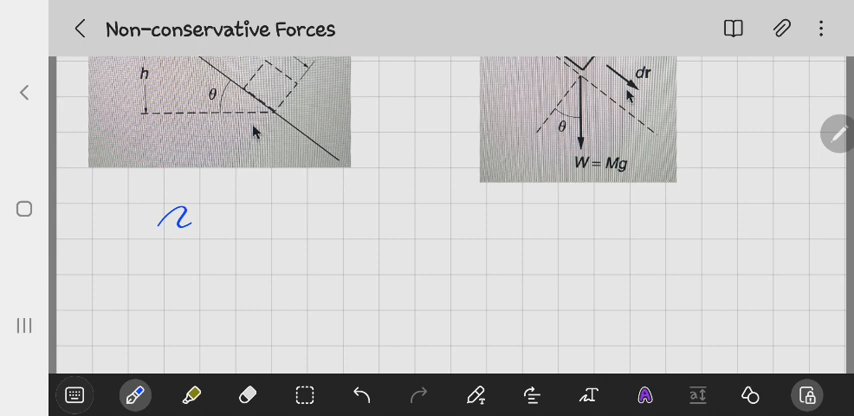 Non-conservative Forces
h
θ
dr
θ
W = Mg